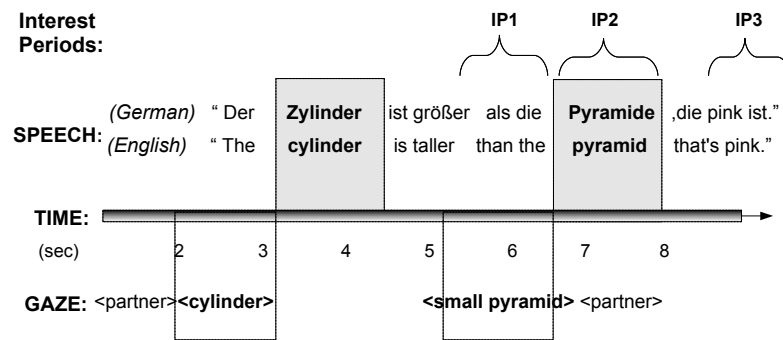 Interest Periods:
IP1 IP2 IP3
(German) “ Der Zylinder ist größer als die Pyramide ‚die pink ist.”
SPEECH:
(English) “ The cylinder is taller than the pyramid that's pink.”
TIME:
(sec) 2 3 4 5 6 7 8
GAZE: <partner> <cylinder> <small pyramid> <partner>